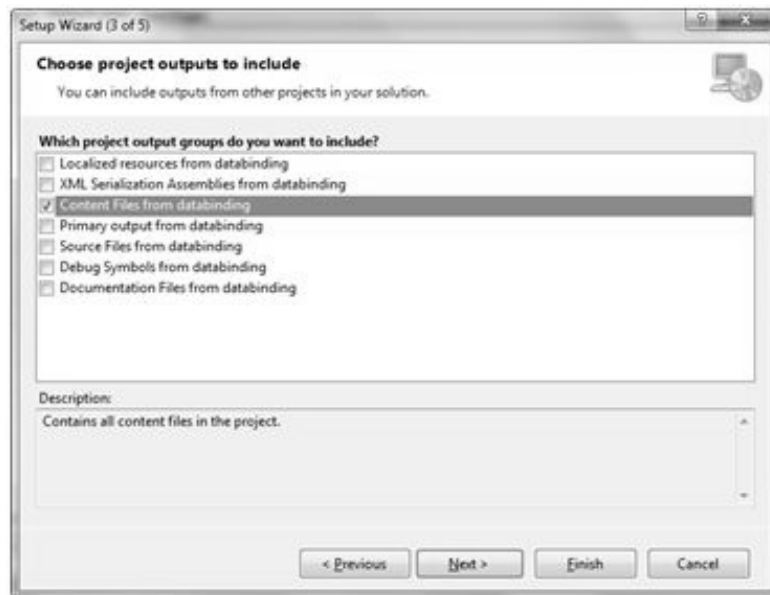 Setup Wizard (3 of 5)
Choose project outputs to include
You can include outputs from other projects in your solution.
Which project output groups do you want to include?
Localized resources from databinding
XML Serialization Assemblies from databinding
Content Files from databinding
Primary output from databinding
Source Files from databinding
Debug Symbols from databinding
Documentation Files from databinding
Description:
Contains all content files in the project.
< Previous
Next >
Finish
Cancel